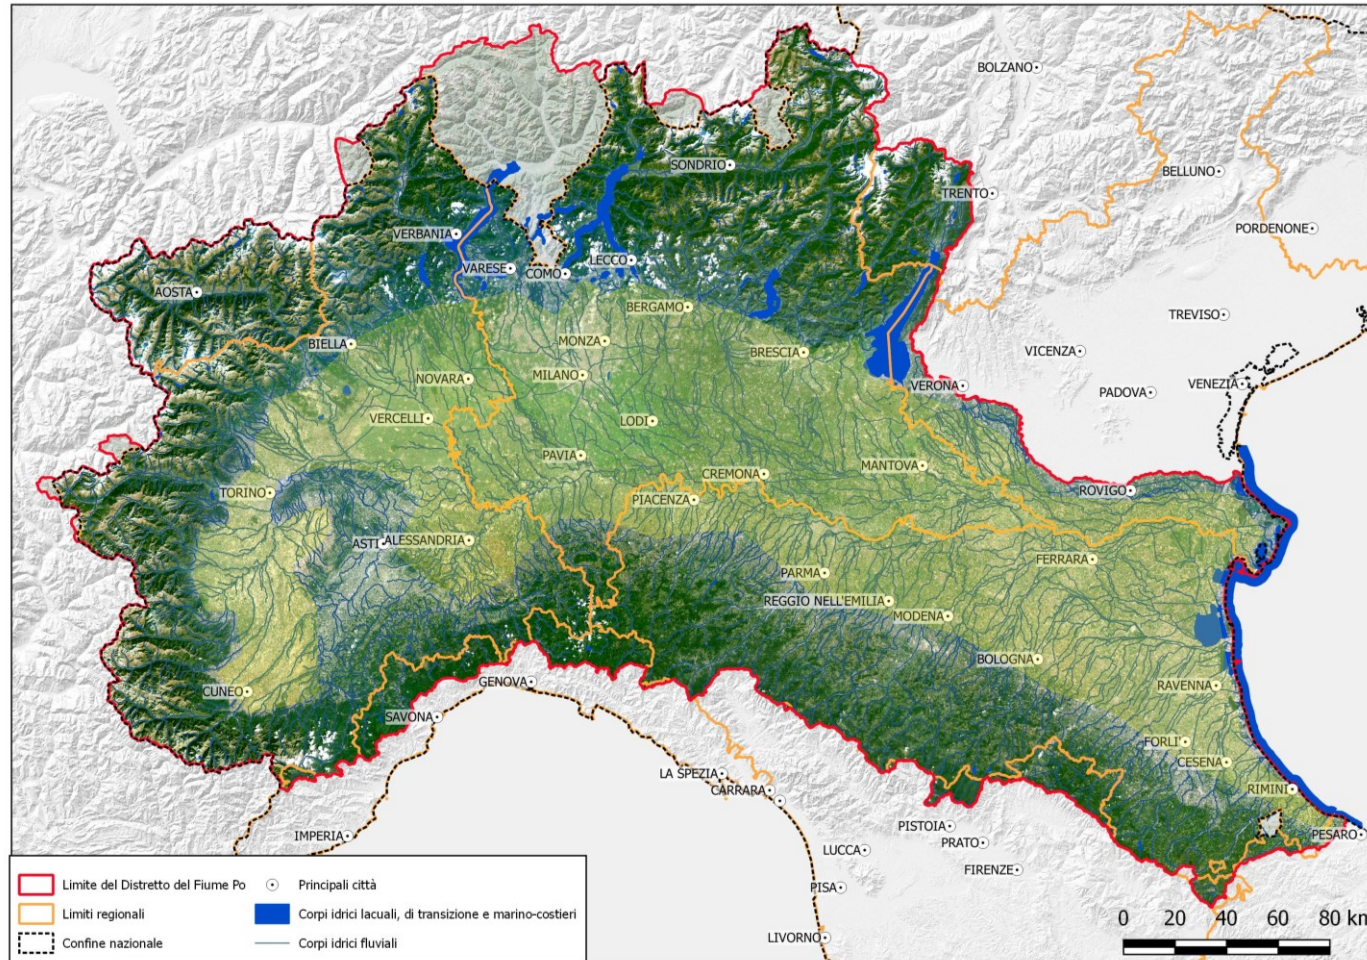 BOLZANO
SONDRIO
BELLUNO
TRENTO
PORDENONE
VERBANIA
LECCO
VARESE
COMO
AOSTA
BERGAMO
TREVISO
BIELLA
MONZA
BRESCIA
VICENZA
MILANO
NOVARA
VERONA
PADOVA
VENEZIA
VERCELLI
LODI
PAVIA
MANTOVA
CREMONA
TORINO
PIACENZA
ROVIGO
ASTI
ALESSANDRIA
FERRARA
PARMA
REGGIO NELL'EMILIA
MODENA
BOLOGNA
GENOVA
RAVENNA
CUNEO
SAVONA
FORLI'
CESENA
LA SPEZIA
CARRARA
RIMINI
PISTOIA
PESARO
IMPERIA
PRATO
LUCCA
FIRENZE
PISA
LIVORNO
Limite del Distretto del Fiume Po
Principali città
Limiti regionali
Corpi idrici lacuali, di transizione e marino-costieri
Confine nazionale
Corpi idrici fluviali
0 20 40 60 80 km